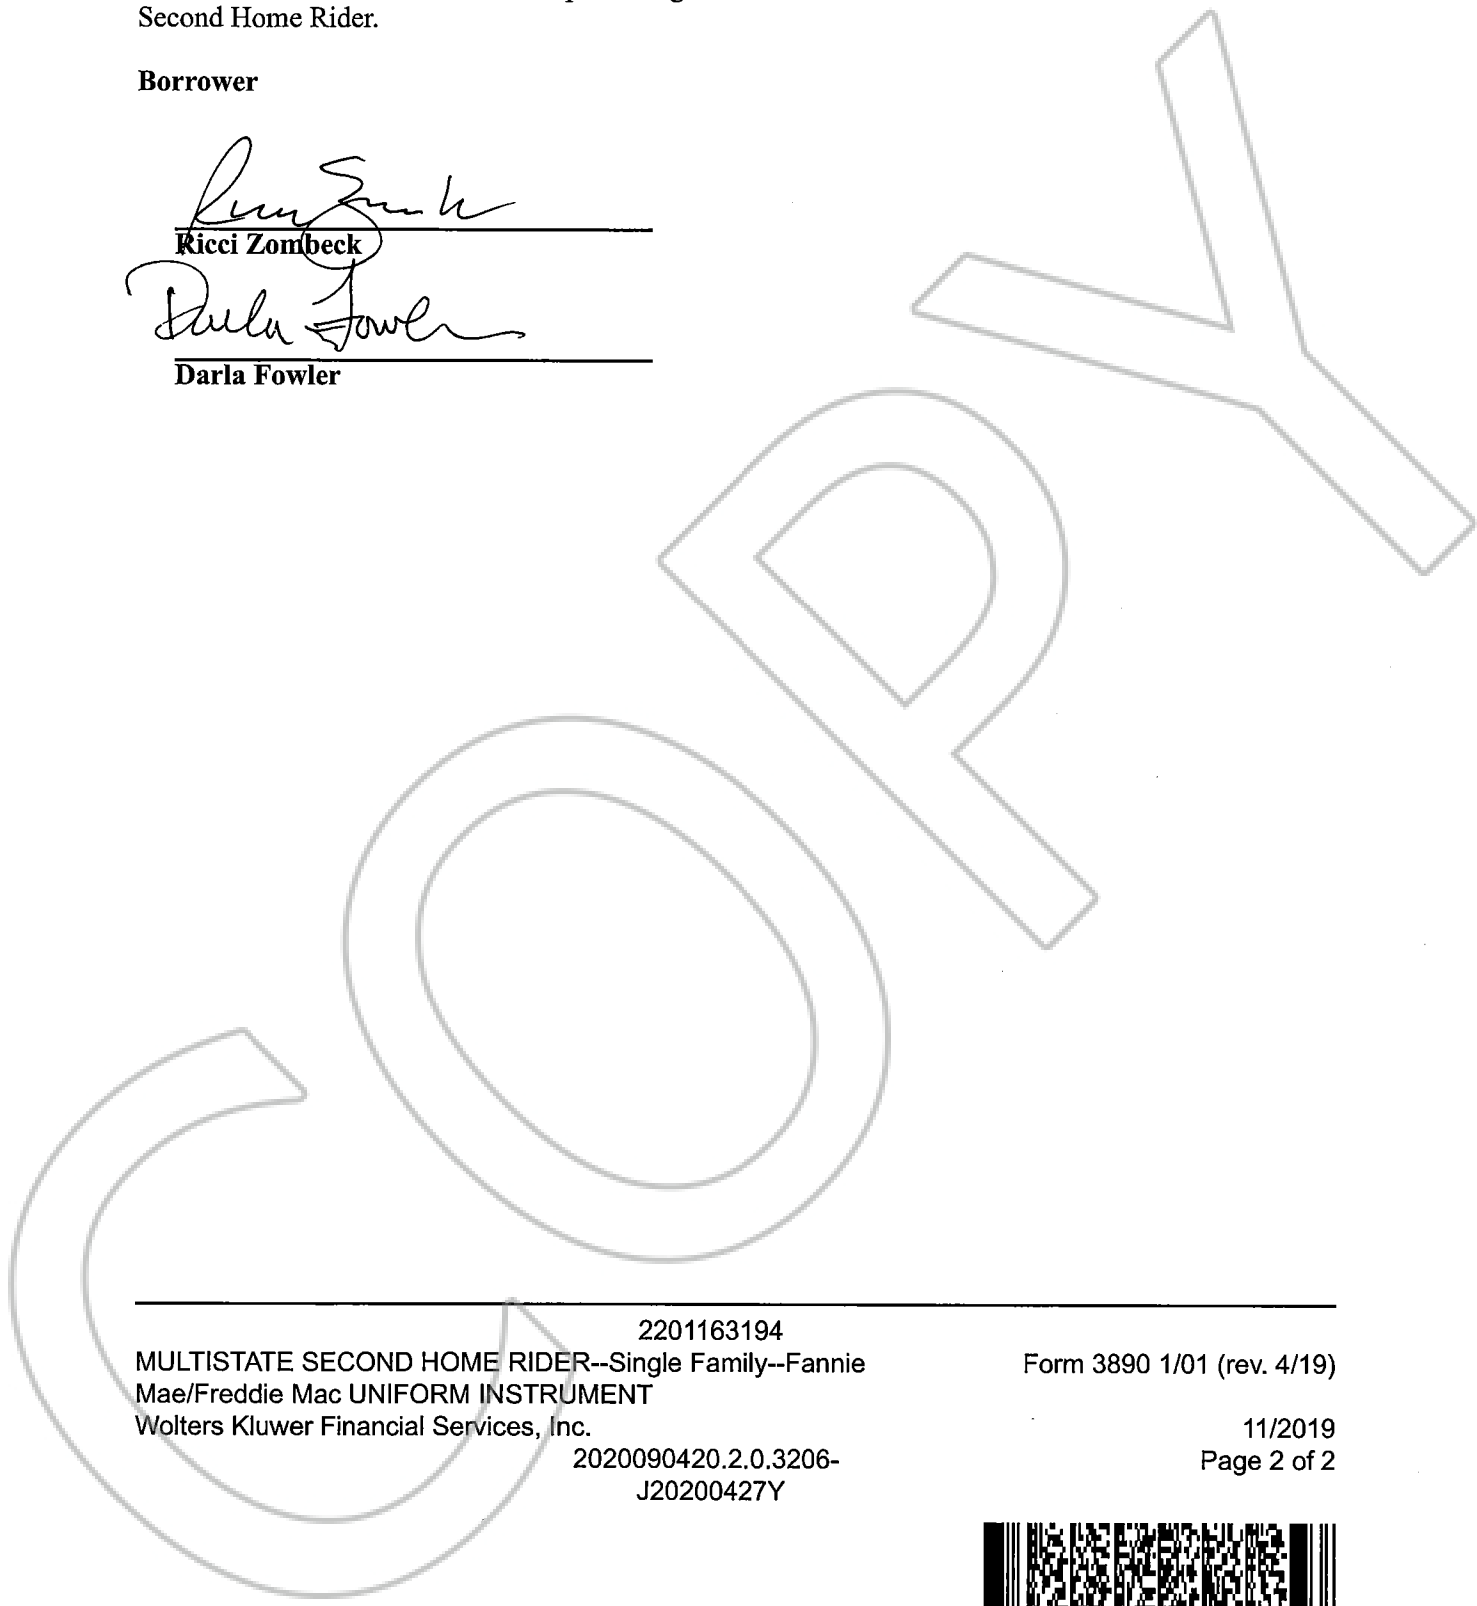 Second Home Rider.
Borrower
Ricci Zombeck
Darla Fowler
Darla Fowler
COPY
2201163194
MULTISTATE SECOND HOME RIDER--Single Family--Fannie
Mae/Freddie Mac UNIFORM INSTRUMENT
Form 3890 1/01 (rev. 4/19)
Wolters Kluwer Financial Services, Inc.
11/2019
2020090420.2.0.3206-
J20200427Y
Page 2 of 2